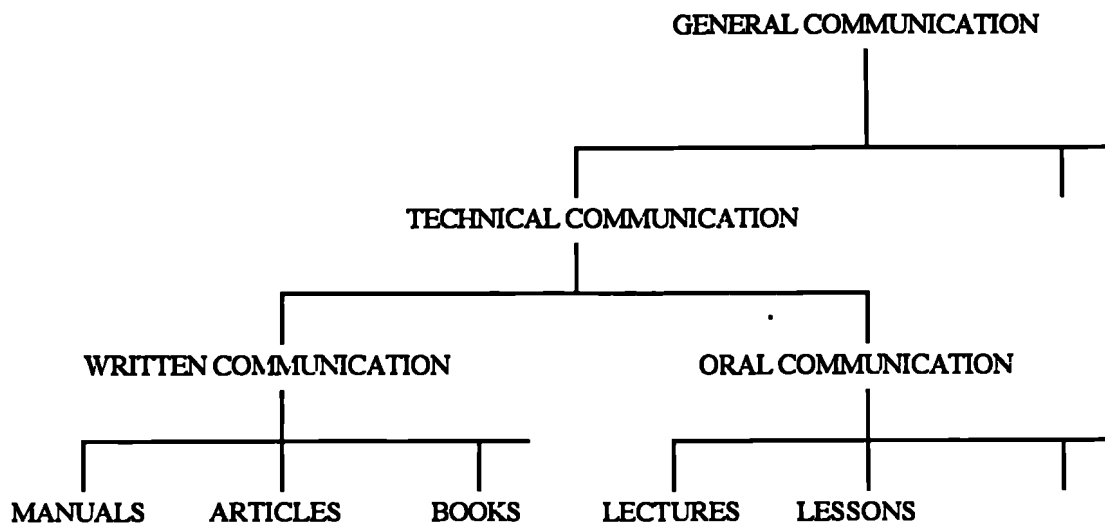 GENERAL COMMUNICATION
TECHNICAL COMMUNICATION
WRITTEN COMMUNICATION ORAL COMMUNICATION
MANUALS ARTICLES BOOKS LECTURES LESSONS